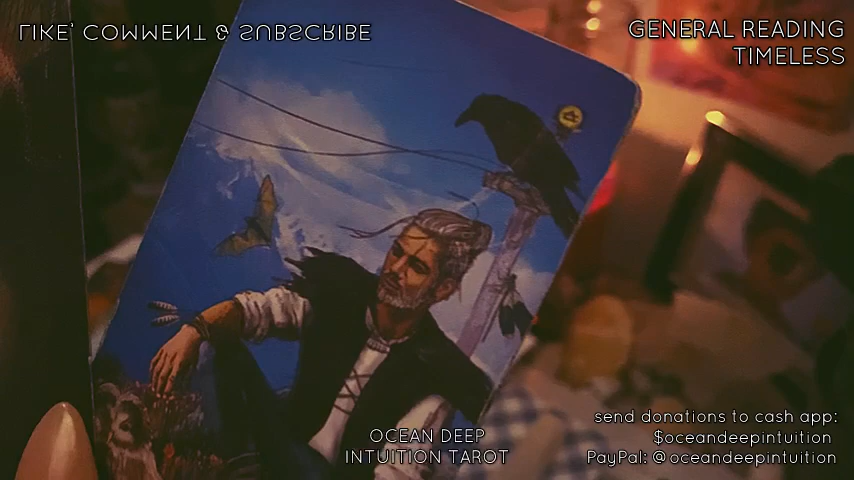 LIKE, COMMENT & SUBSCRIBE
GENERAL READING
TIMELESS
OCEAN DEEP
INTUITION TAROT
send donations to cash app:
$oceandeepintuition
PayPal: @oceandeepintuition